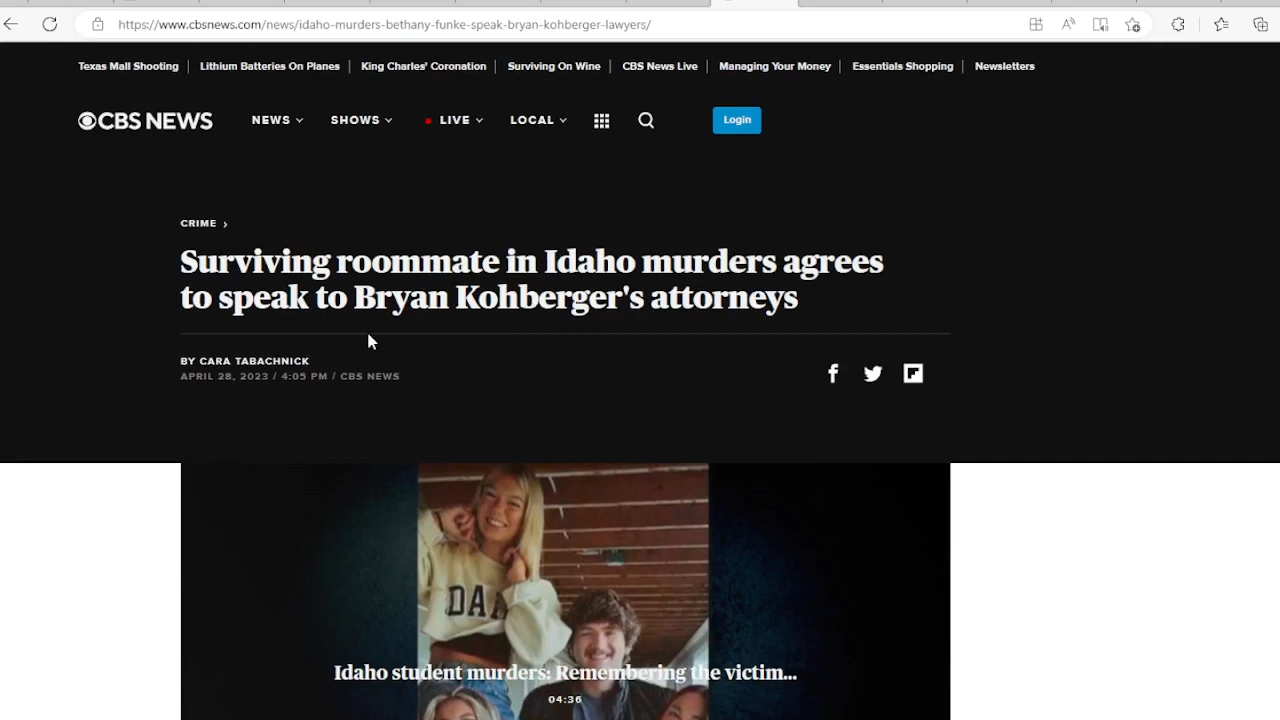 https://www.cbsnews.com/news/idaho-murders-bethany-funke-speak-bryan-kohberger-lawyers/
Texas Mall Shooting
Lithium Batteries On Planes
King Charles' Coronation
Surviving On Wine
CBS News Live
Managing Your Money
Essentials Shopping
Newsletters
CBS NEWS
NEWS
SHOWS
LIVE
LOCAL
Login
CRIME
Surviving roommate in Idaho murders agrees
to speak to Bryan Kohberger's attorneys
BY CARA TABACHNICK
APRIL 28, 2023 / 4:05 PM / CBS NEWS
Idaho student murders: Remembering the victim...
04:36